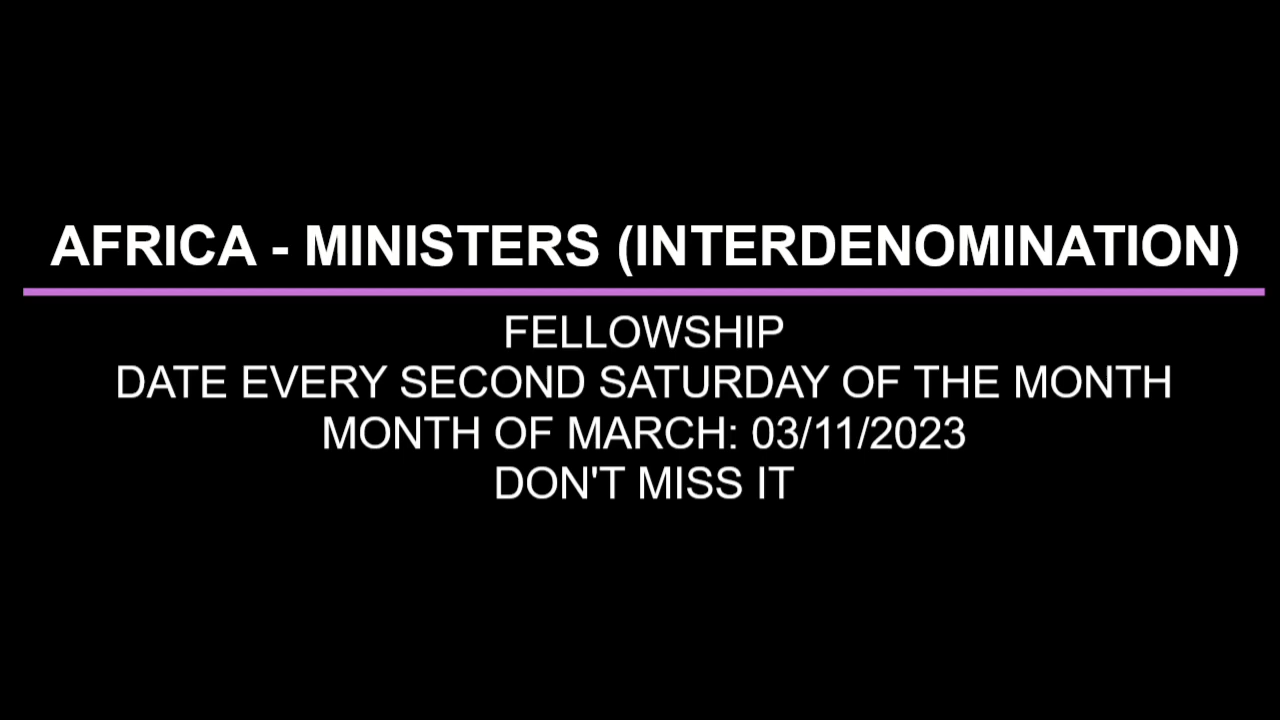 AFRICA - MINISTERS (INTERDENOMINATION)
FELLOWSHIP
DATE EVERY SECOND SATURDAY OF THE MONTH
MONTH OF MARCH: 03/11/2023
DON'T MISS IT